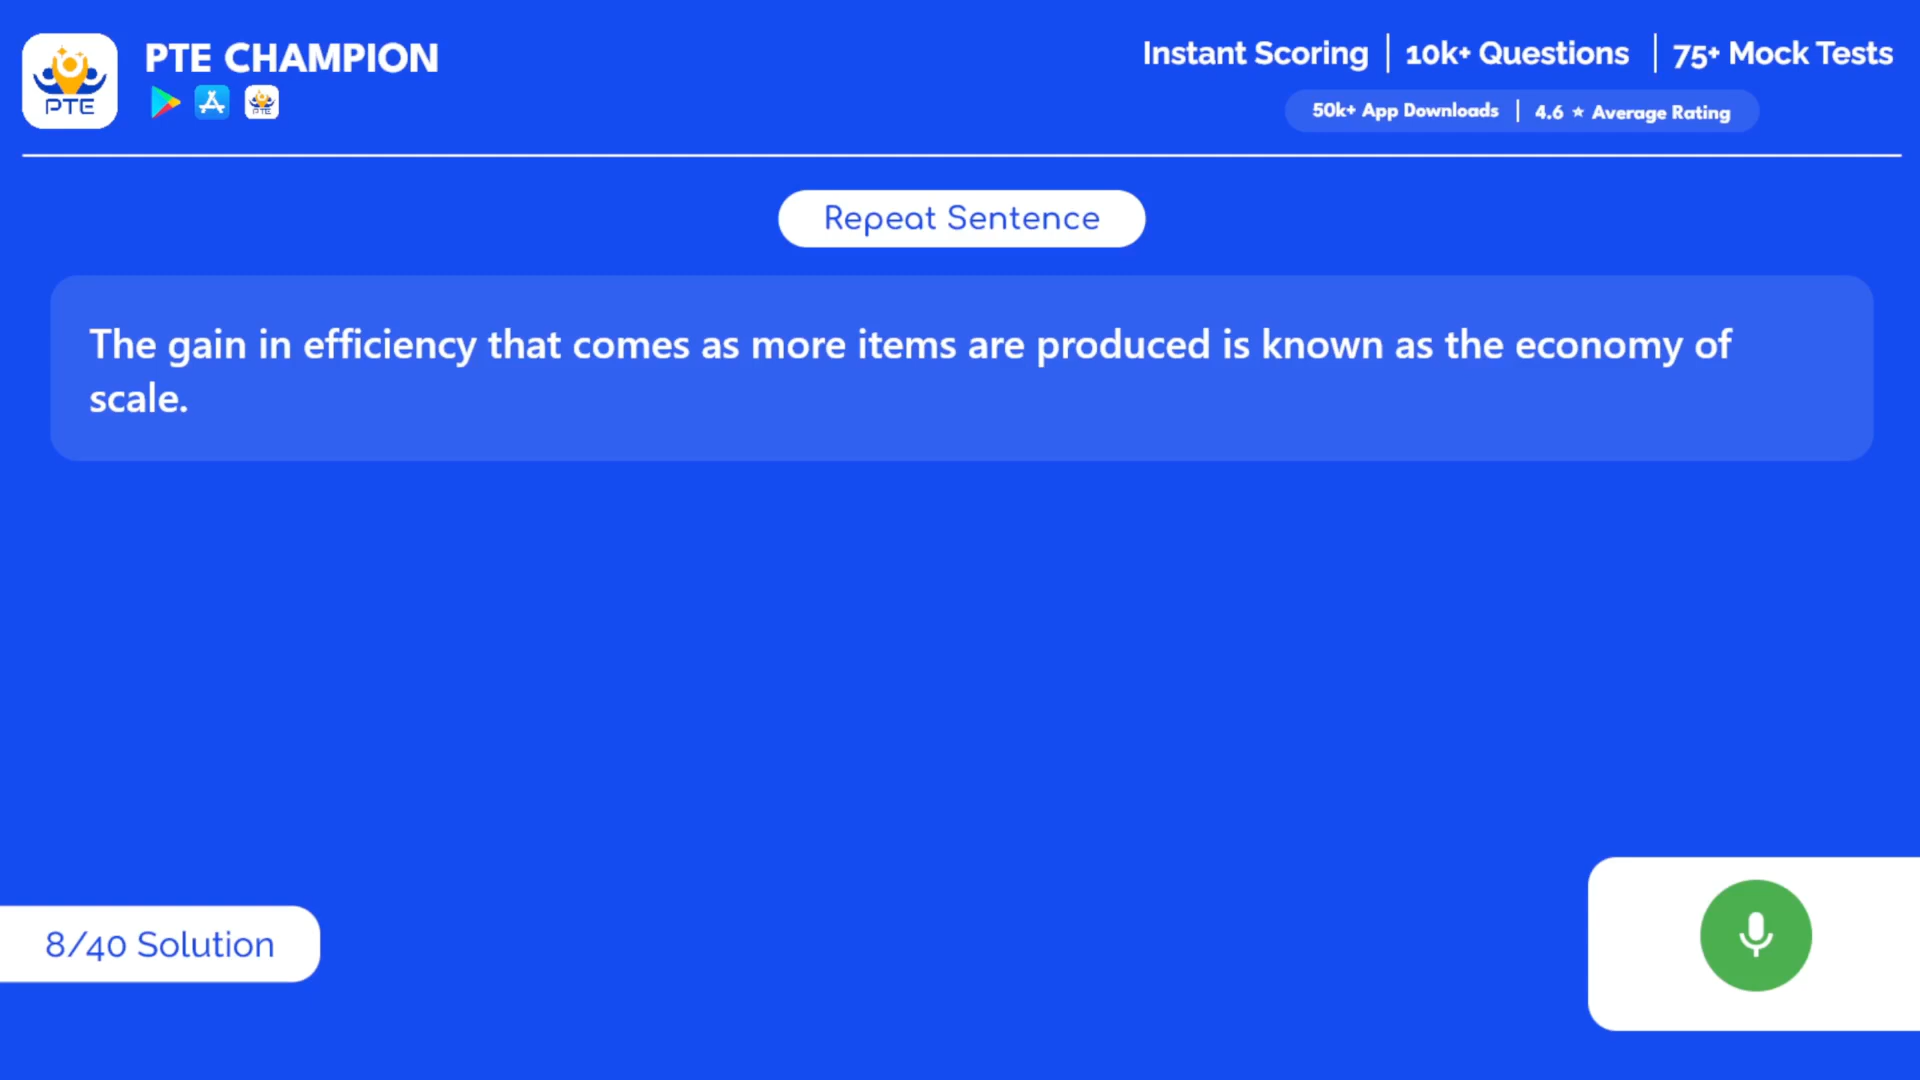 PTE CHAMPION
PTE
PTE
Instant Scoring | 10k+ Questions | 75+ Mock Tests
50k+ App Downloads | 4.6 ★ Average Rating
Repeat Sentence
The gain in efficiency that comes as more items are produced is known as the economy of
scale.
8/40 Solution